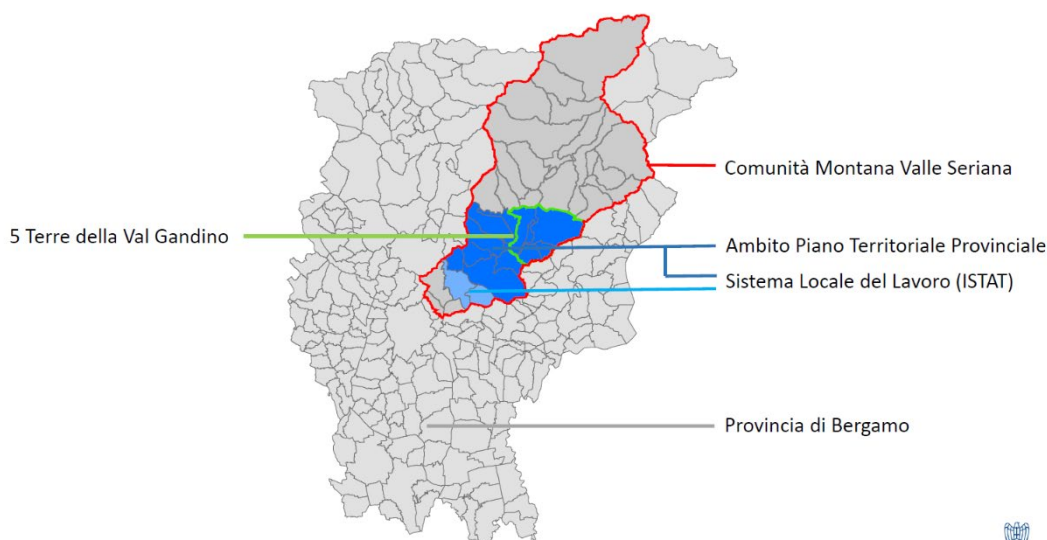 Comunità Montana Valle Seriana
5 Terre della Val Gandino
Ambito Piano Territoriale Provinciale
Sistema Locale del Lavoro (ISTAT)
Provincia di Bergamo